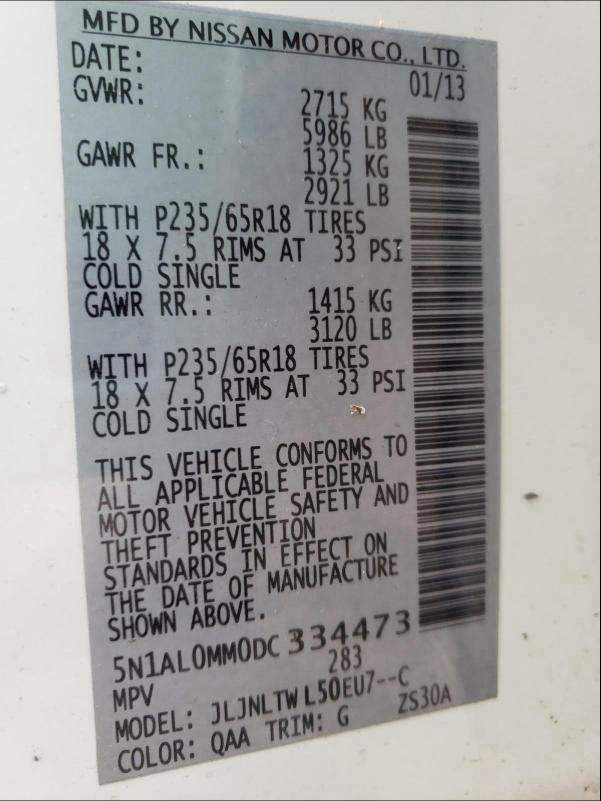 MFD BY NISSAN MOTOR CO., LTD.
DATE: 01/13
GVWR: 2715 KG
5986 LB
GAWR FR.: 1325 KG
2921 LB
WITH P235/65R18 TIRES
18 X 7.5 RIMS AT 33 PSI
COLD SINGLE
GAWR RR.: 1415 KG
3120 LB
WITH P235/65R18 TIRES
18 X 7.5 RIMS AT 33 PSI
COLD SINGLE
THIS VEHICLE CONFORMS TO
ALL APPLICABLE FEDERAL
MOTOR VEHICLE SAFETY AND
THEFT PREVENTION
STANDARDS IN EFFECT ON
THE DATE OF MANUFACTURE
SHOWN ABOVE.
5N1AL0MM0DC 334473
MPV 283
MODEL: JLJNLTW L50EU7--C
COLOR: QAA TRIM: G ZS30A